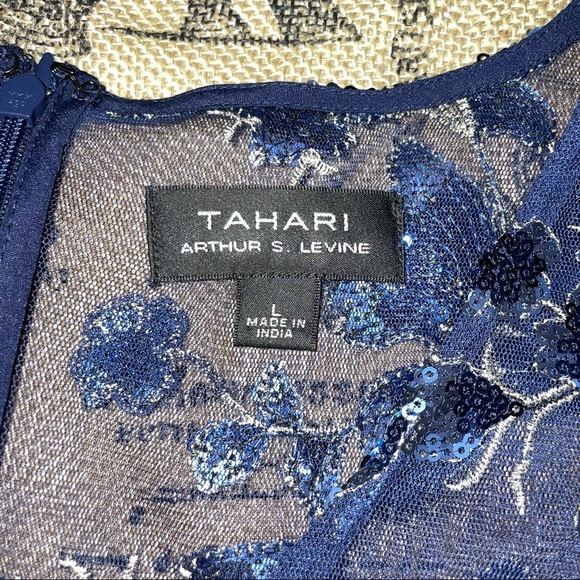 TAHARI
ARTHUR S. LEVINE
L
MADE IN
INDIA